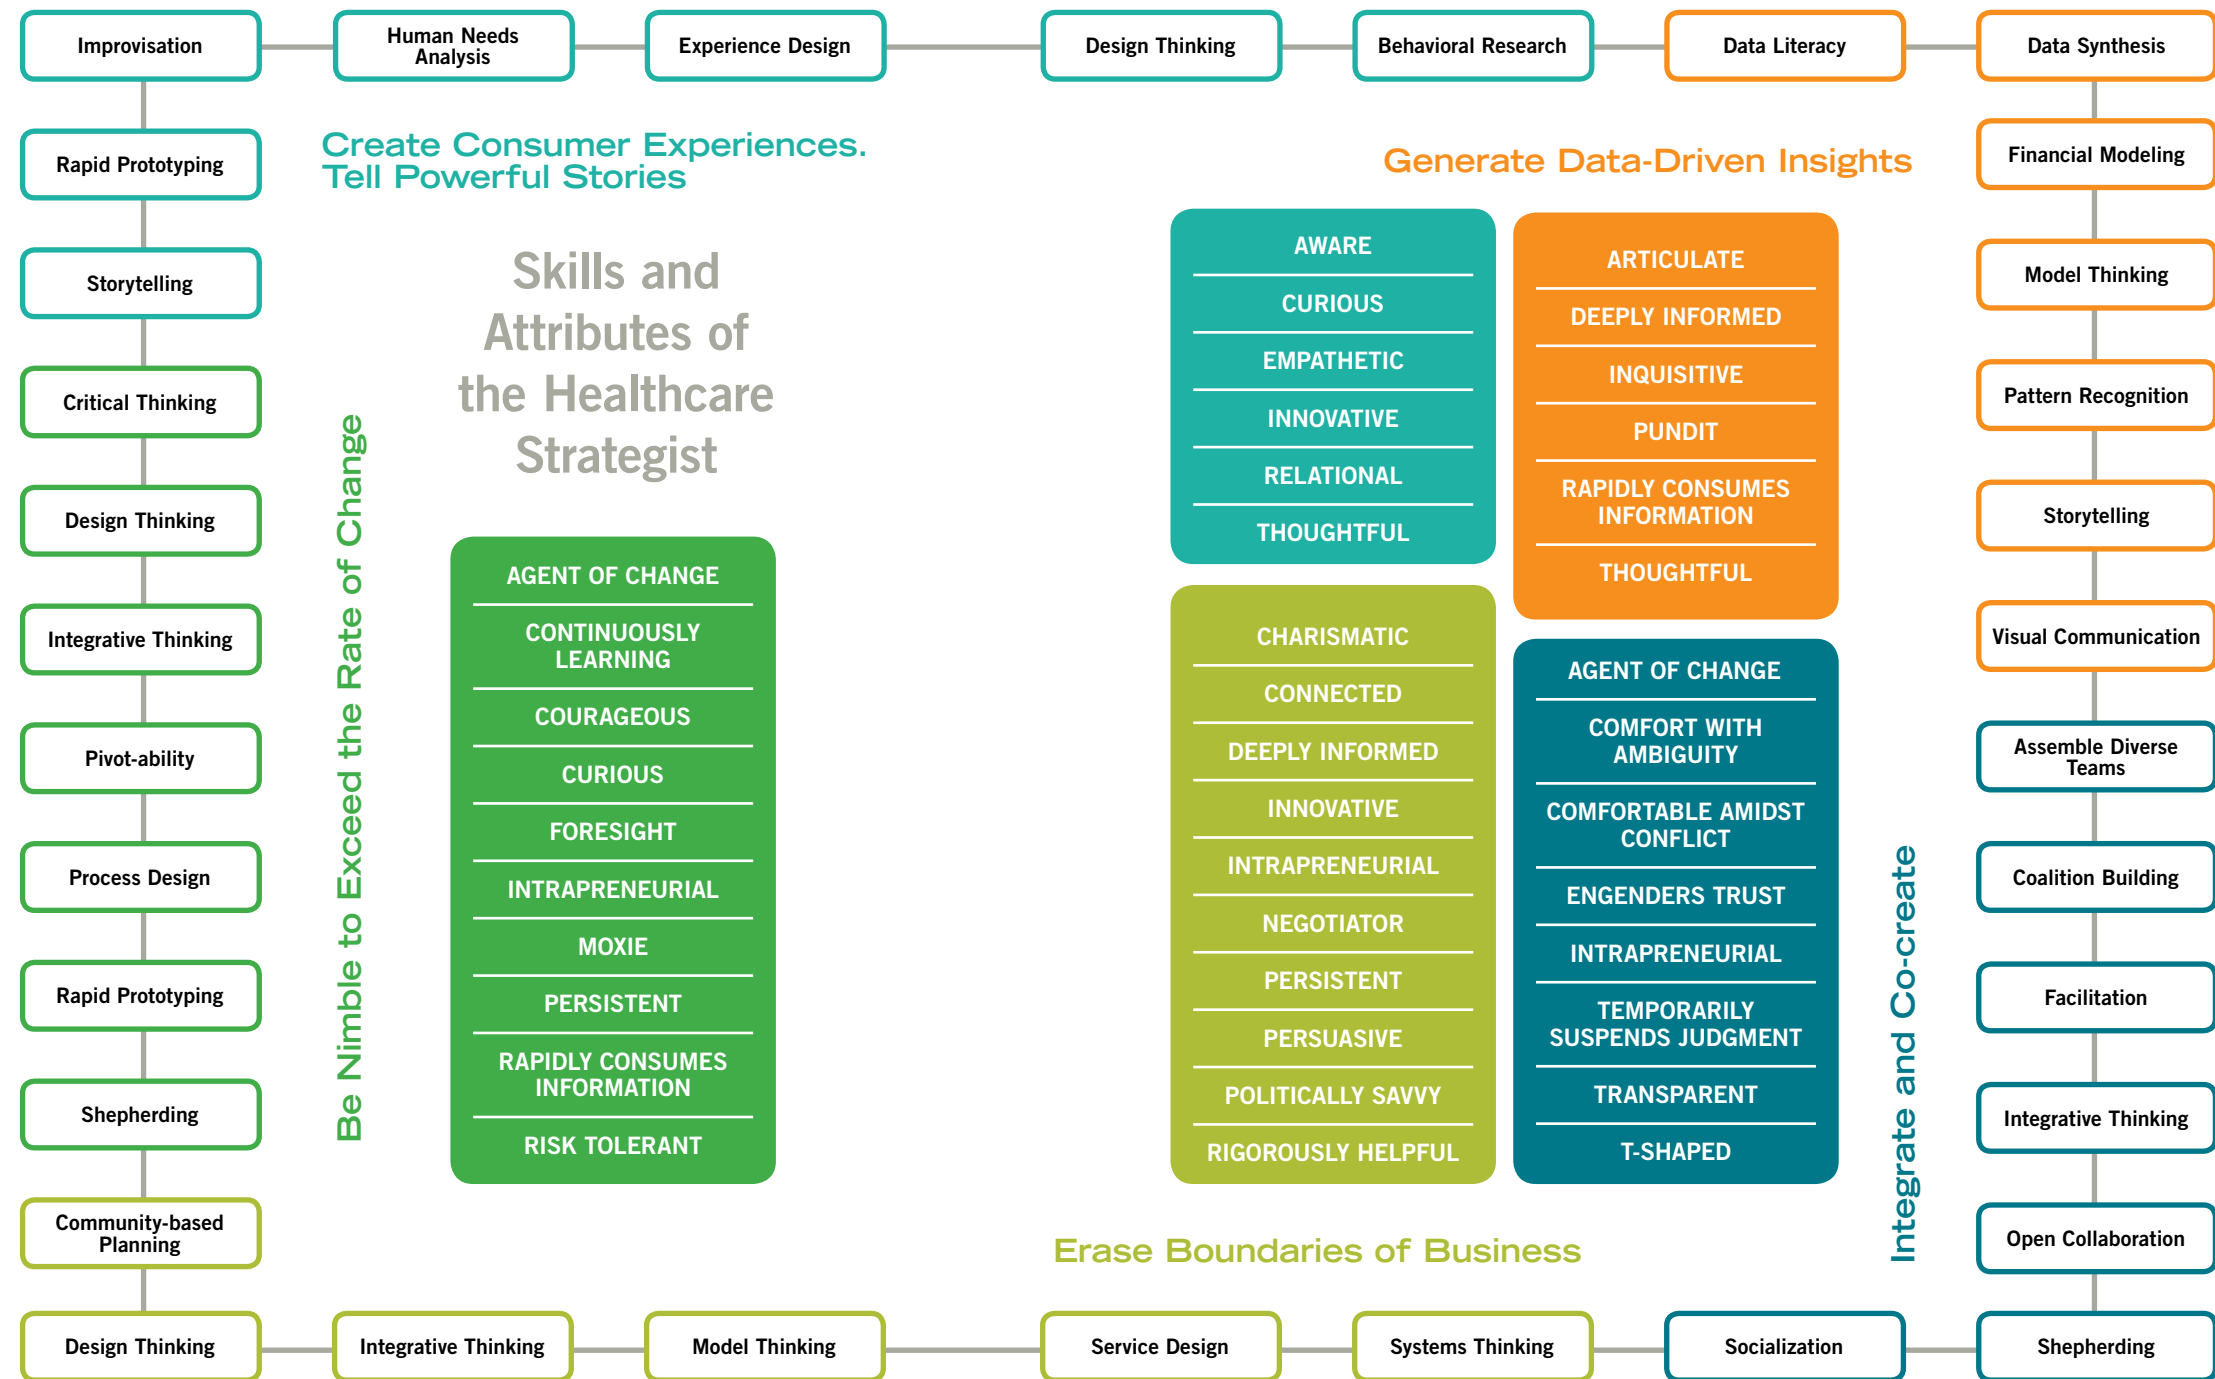 Improvisation
Human Needs
Analysis
Experience Design
Design Thinking
Behavioral Research
Data Literacy
Data Synthesis
Rapid Prototyping
Storytelling
Critical Thinking
Design Thinking
Integrative Thinking
Pivot-ability
Process Design
Rapid Prototyping
Shepherding
Community-based
Planning
Create Consumer Experiences.
Tell Powerful Stories
Generate Data-Driven Insights
Skills and
Attributes of
the Healthcare
Strategist
Be Nimble to Exceed the Rate of Change
AGENT OF CHANGE
CONTINUOUSLY
LEARNING
COURAGEOUS
CURIOUS
FORESIGHT
INTRAPRENEURIAL
MOXIE
PERSISTENT
RAPIDLY CONSUMES
INFORMATION
RISK TOLERANT
AWARE
CURIOUS
EMPATHETIC
INNOVATIVE
RELATIONAL
THOUGHTFUL
ARTICULATE
DEEPLY INFORMED
INQUISITIVE
PUNDIT
RAPIDLY CONSUMES
INFORMATION
THOUGHTFUL
CHARISMATIC
CONNECTED
DEEPLY INFORMED
INNOVATIVE
INTRAPRENEURIAL
NEGOTIATOR
PERSISTENT
PERSUASIVE
POLITICALLY SAVVY
RIGOROUSLY HELPFUL
AGENT OF CHANGE
COMFORT WITH
AMBIGUITY
COMFORTABLE AMIDST
CONFLICT
ENGENDERS TRUST
INTRAPRENEURIAL
TEMPORARILY
SUSPENDS JUDGMENT
TRANSPARENT
T-SHAPED
Erase Boundaries of Business
Integrate and Co-create
Financial Modeling
Model Thinking
Pattern Recognition
Storytelling
Visual Communication
Assemble Diverse
Teams
Coalition Building
Facilitation
Integrative Thinking
Open Collaboration
Design Thinking
Integrative Thinking
Model Thinking
Service Design
Systems Thinking
Socialization
Shepherding